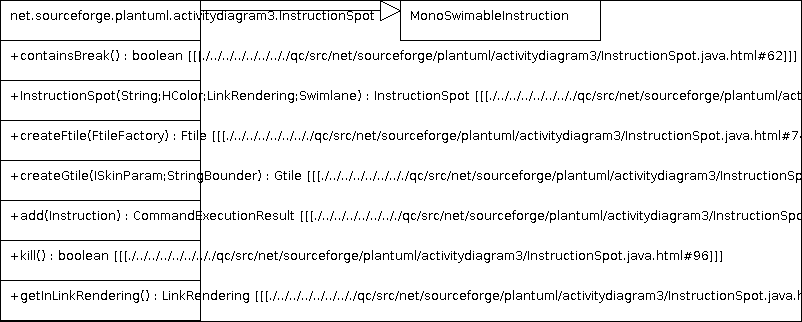 net.sourceforge.plantuml.activitydiagram3.InstructionSpot
MonoSwimableInstruction
+containsBreak() : boolean [[[./../../../../../../qc/src/net/sourceforge/plantuml/activitydiagram3/InstructionSpot.java.html#62]]]
+InstructionSpot(String;HColor;LinkRendering;Swimlane) : InstructionSpot [[[./../../../../../../qc/src/net/sourceforge/plantuml/act
+createFtile(FtileFactory) : Ftile [[[./../../../../../../qc/src/net/sourceforge/plantuml/activitydiagram3/InstructionSpot.java.html#74
+createGtile(ISkinParam;StringBounder) : Gtile [[[./../../../../../../qc/src/net/sourceforge/plantuml/activitydiagram3/InstructionSp
+add(Instruction) : CommandExecutionResult [[[./../../../../../../qc/src/net/sourceforge/plantuml/activitydiagram3/InstructionSpo
+kill() : boolean [[[./../../../../../../qc/src/net/sourceforge/plantuml/activitydiagram3/InstructionSpot.java.html#96]]]
+getInLinkRendering() : LinkRendering [[[./../../../../../../qc/src/net/sourceforge/plantuml/activitydiagram3/InstructionSpot.java.h